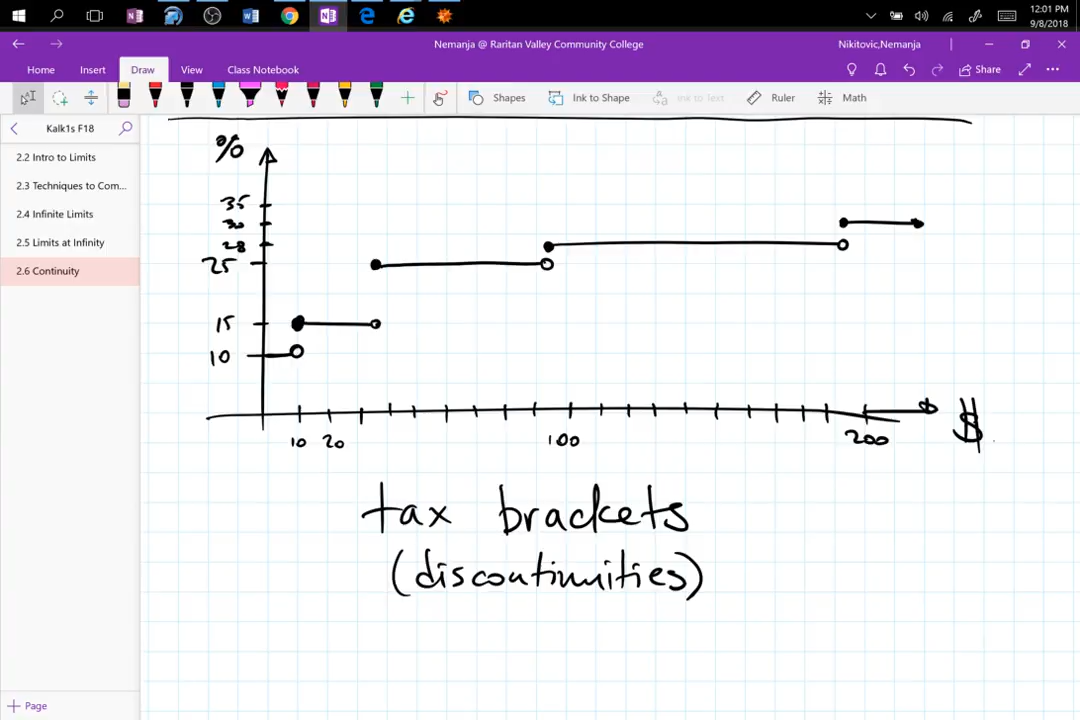 12:01 PM
9/8/2018
Nemanja @ Raritan Valley Community College
Nikitovic,Nemanja
Home Insert Draw View Class Notebook
Share
Shapes Ink to Shape Ink to Text Ruler Math
Kalk1s F18
2.2 Intro to Limits
2.3 Techniques to Com...
2.4 Infinite Limits
2.5 Limits at Infinity
2.6 Continuity
+ Page
%
35
30
28
25
15
10
10 20 100 200 $
tax brackets
(discontinuities)